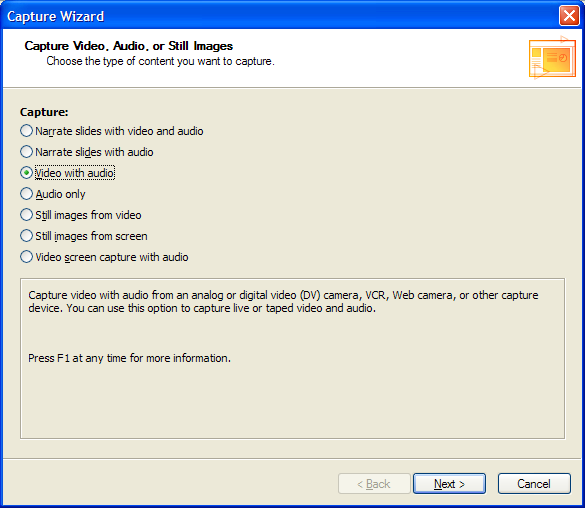 Capture Wizard
Capture Video, Audio, or Still Images
Choose the type of content you want to capture.
Capture:
Narrate slides with video and audio
Narrate slides with audio
Video with audio
Audio only
Still images from video
Still images from screen
Video screen capture with audio
Capture video with audio from an analog or digital video (DV) camera, VCR, Web camera, or other capture
device. You can use this option to capture live or taped video and audio.
Press F1 at any time for more information.
< Back
Next >
Cancel